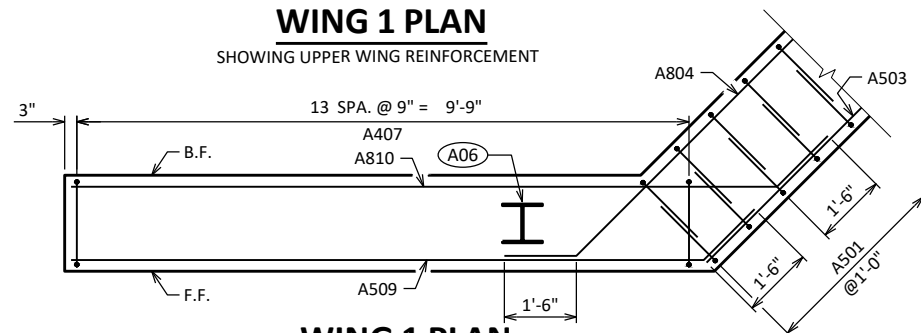 WING 1 PLAN
SHOWING UPPER WING REINFORCEMENT
3"
13 SPA. @ 9" = 9'-9"
A407
A810
B.F.
A06
A804
A503
F.F.
A509
1'-6"
1'-6"
1'-6"
A501
@1'-0"
WING 1 PLAN